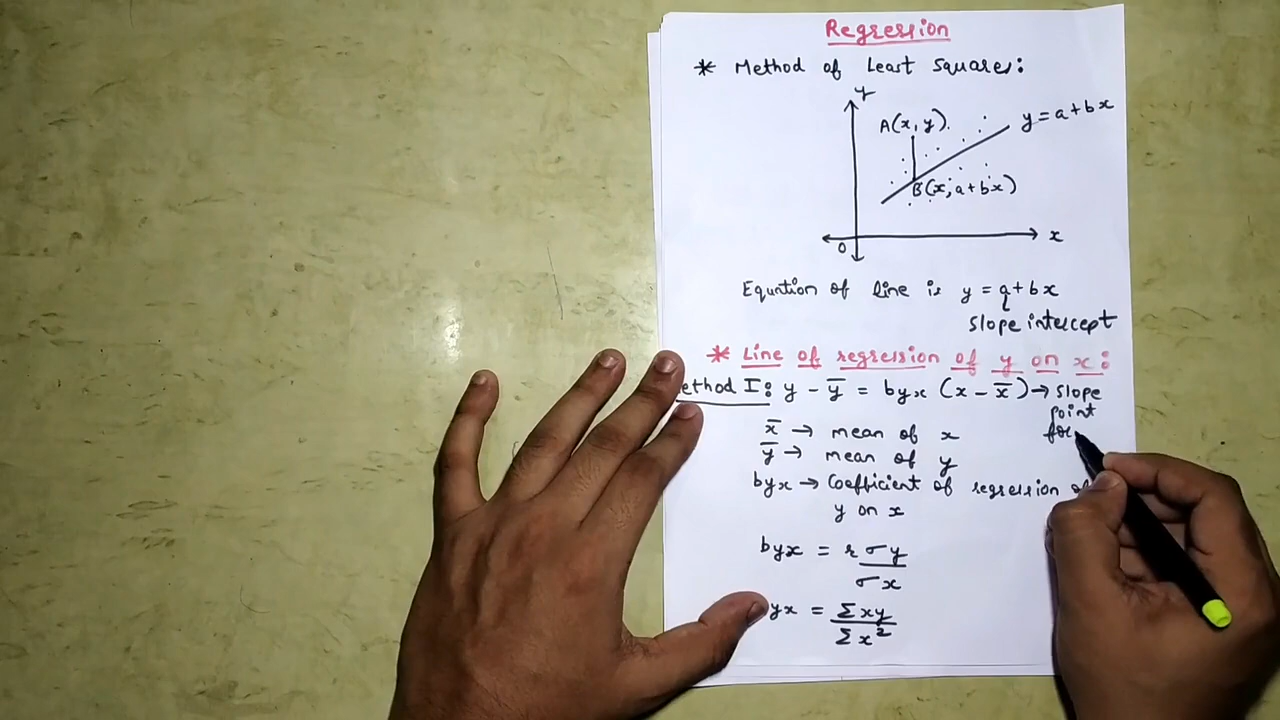 Regression
* Method of Least Squares:
y
A(x, y)
y = a + bx
B(x, a + bx)
0
x
Equation of line is y = a + bx
slope intercept
* Line of regression of y on x:
ethod I: y - ȳ = byx (x - x̄) → slope
point
x̄ → mean of x
ȳ → mean of y
byx → Coefficient of regression of
y on x
byx = r σy / σx
yx = Σxy / Σx²